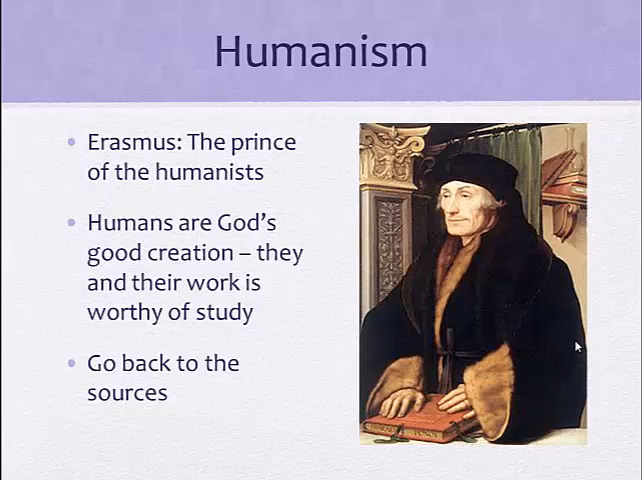 Humanism
• Erasmus: The prince
of the humanists
• Humans are God's
good creation – they
and their work is
worthy of study
• Go back to the
sources